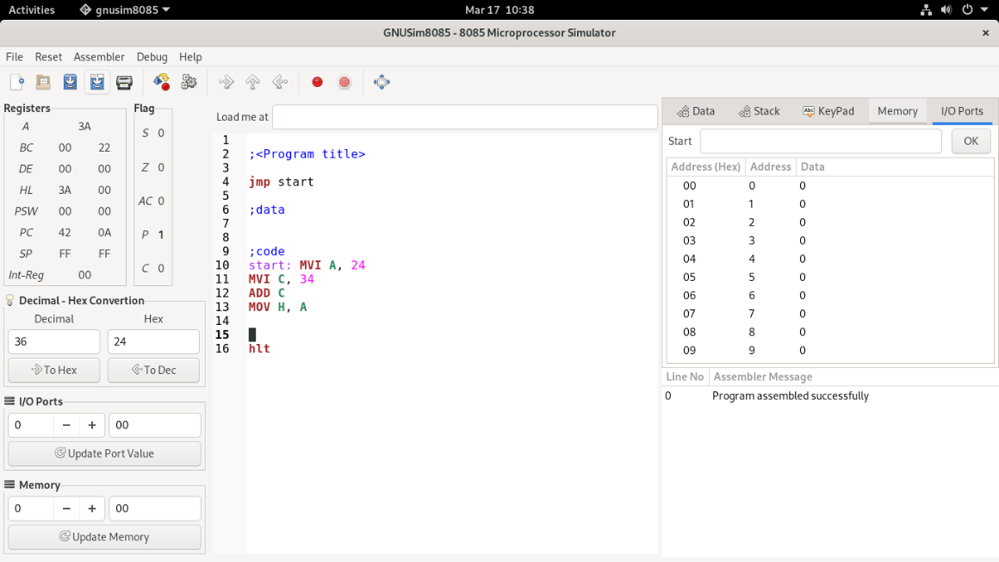 Activities gnusim8085 Mar 17 10:38
GNUSim8085 - 8085 Microprocessor Simulator ×
File Reset Assembler Debug Help
Registers
A 3A
BC 00 22
DE 00 00
HL 3A 00
PSW 00 00
PC 42 0A
SP FF FF
Int-Reg 00
Flag
S 0
Z 0
AC 0
P 1
C 0
Decimal - Hex Convertion
Decimal Hex
36 24
To Hex To Dec
I/O Ports
0 − + 00
Update Port Value
Memory
0 − + 00
Update Memory
Load me at
1
2 ;<Program title>
3
4 jmp start
5
6 ;data
7
8
9 ;code
10 start: MVI A, 24
11 MVI C, 34
12 ADD C
13 MOV H, A
14
15
16 hlt
Data Stack Abc KeyPad Memory I/O Ports
Start OK
Address (Hex) Address Data
00 0 0
01 1 0
02 2 0
03 3 0
04 4 0
05 5 0
06 6 0
07 7 0
08 8 0
09 9 0
Line No Assembler Message
0 Program assembled successfully